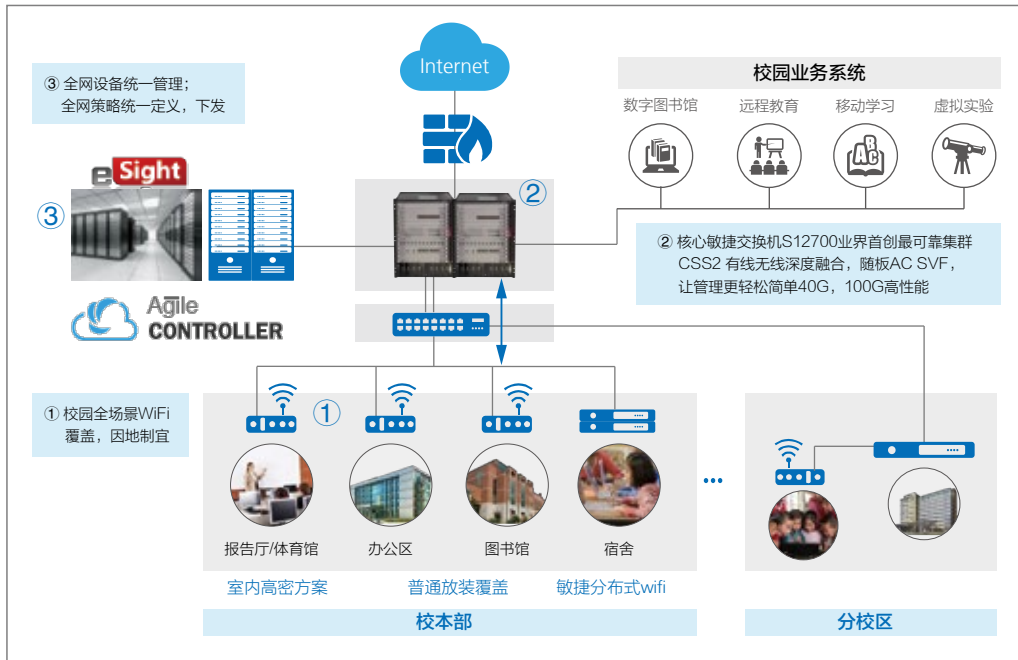 Internet
③ 全网设备统一管理；
全网策略统一定义，下发
校园业务系统
数字图书馆
远程教育
移动学习
虚拟实验
eSight
②
③
② 核心敏捷交换机S12700业界首创最可靠集群
CSS2 有线无线深度融合，随板AC SVF，
让管理更轻松简单40G，100G高性能
Agile
CONTROLLER
① 校园全场景WiFi
覆盖，因地制宜
①
ABC
...
报告厅/体育馆
办公区
图书馆
宿舍
室内高密方案
普通放装覆盖
敏捷分布式wifi
校本部
分校区